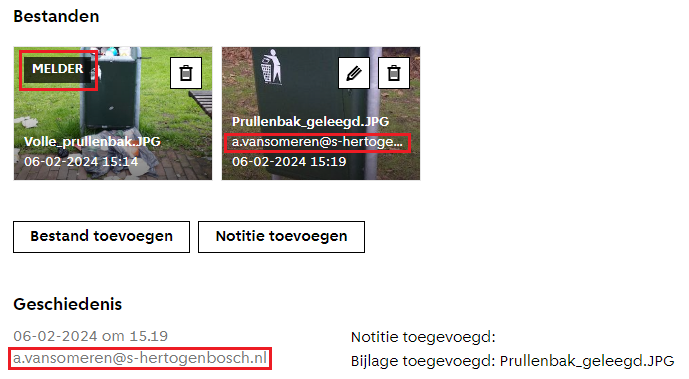 Bestanden
MELDER
Volle_prullenbak.JPG
06-02-2024 15:14
Prullenbak_geleegd.JPG
a.vansomeren@s-hertoge...
06-02-2024 15:19
Bestand toevoegen
Notitie toevoegen
Geschiedenis
06-02-2024 om 15.19
a.vansomeren@s-hertogenbosch.nl
Notitie toegevoegd:
Bijlage toegevoegd: Prullenbak_geleegd.JPG